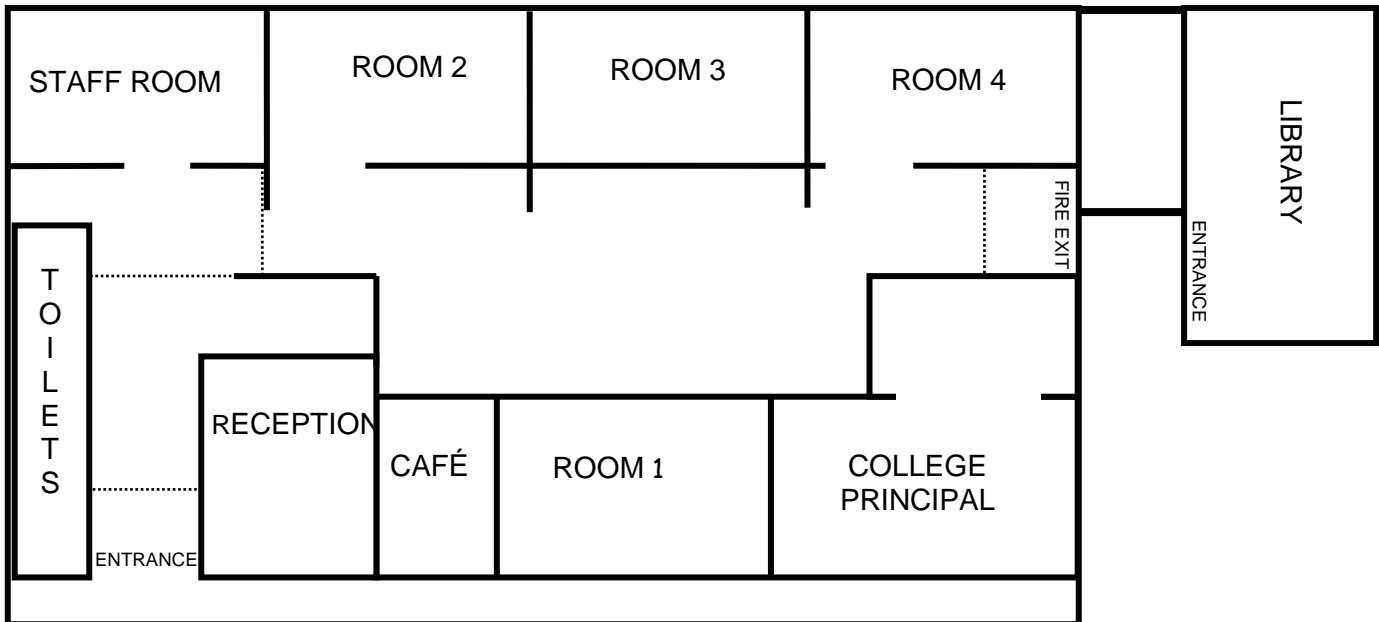 STAFF ROOM
ROOM 2
ROOM 3
ROOM 4
LIBRARY
FIRE EXIT
ENTRANCE
TOILETS
RECEPTION
CAFÉ
ROOM 1
COLLEGE
PRINCIPAL
ENTRANCE